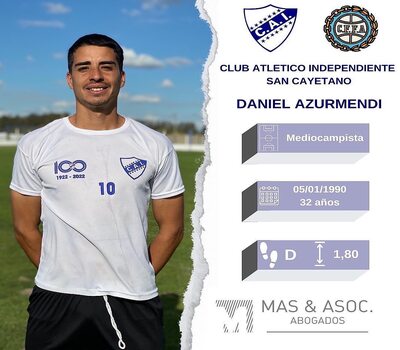 C.A.I.
C.E.F.A.
CLUB ATLETICO INDEPENDIENTE
SAN CAYETANO
DANIEL AZURMENDI
Mediocampista
05/01/1990
32 años
D
1,80
MAS & ASOC.
ABOGADOS
100
1922 - 2022
C.A.I.
10